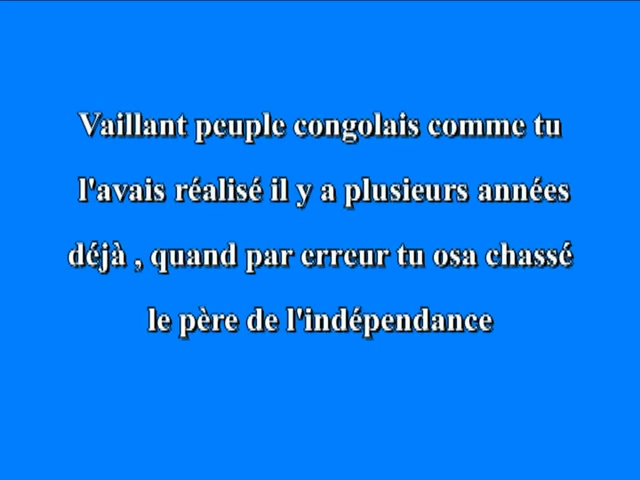 Vaillant peuple congolais comme tu
l'avais réalisé il y a plusieurs années
déjà , quand par erreur tu osa chassé
le père de l'indépendance